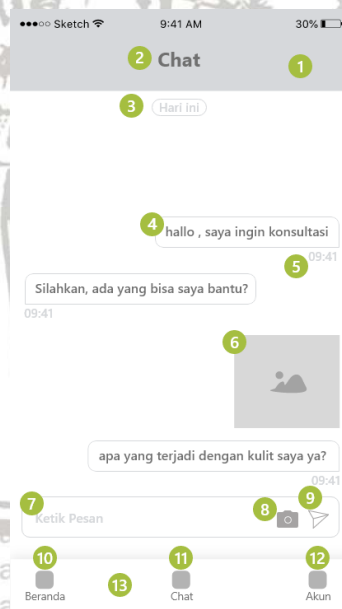 Sketch 9:41 AM 30%
2 Chat 1
3 Hari ini
4 hallo , saya ingin konsultasi
5 09:41
Silahkan, ada yang bisa saya bantu?
09:41
6
apa yang terjadi dengan kulit saya ya?
09:41
7 Ketik Pesan 8 9
10 11 12
13
Beranda Chat Akun